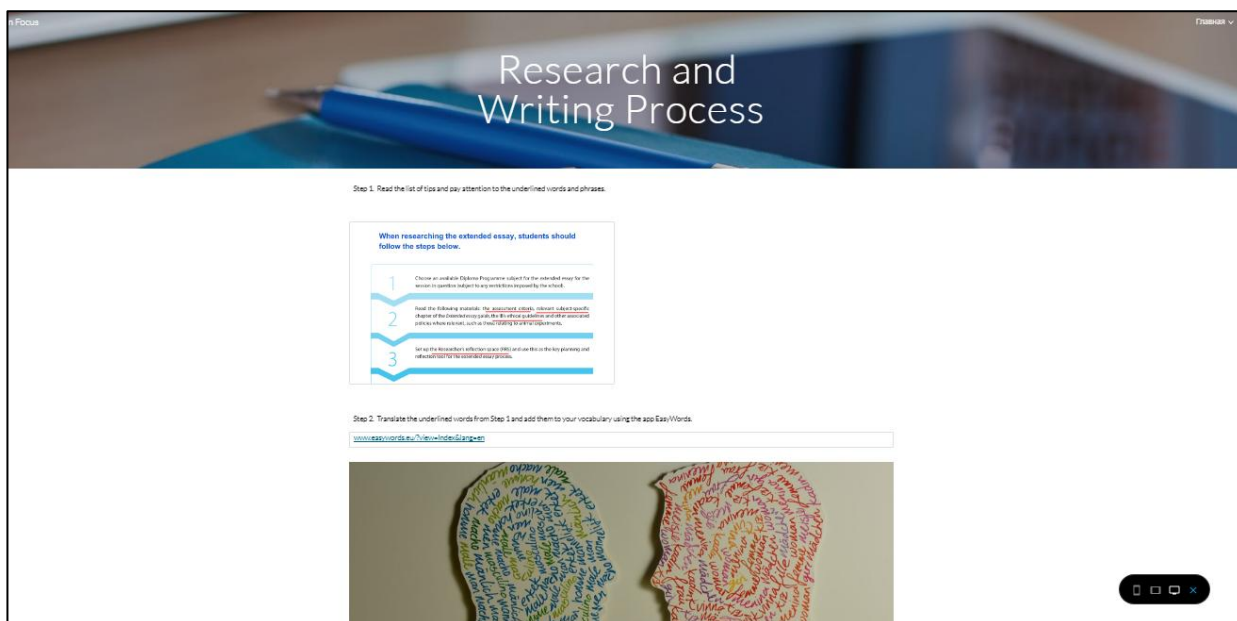 n Focus
Главная
Research and
Writing Process
Step 1. Read the list of tips and pay attention to the underlined words and phrases.
When researching the extended essay, students should
follow the steps below.
1
Choose an available Diploma Programme subject for the extended essay for the
session in question subject to any restrictions imposed by the school.
2
Read the following materials: the assessment criteria, relevant subject-specific
chapter of the Extended essay guide, the IB's ethical guidelines and other associated
policies where relevant, such as those relating to animal experiments.
3
Set up the Researcher's reflection space (RRS) and use this as the key planning and
reflection tool for the extended essay process.
Step 2. Translate the underlined words from Step 1 and add them to your vocabulary using the app EasyWords.
www.easywords.eu/?view=index&lang=en